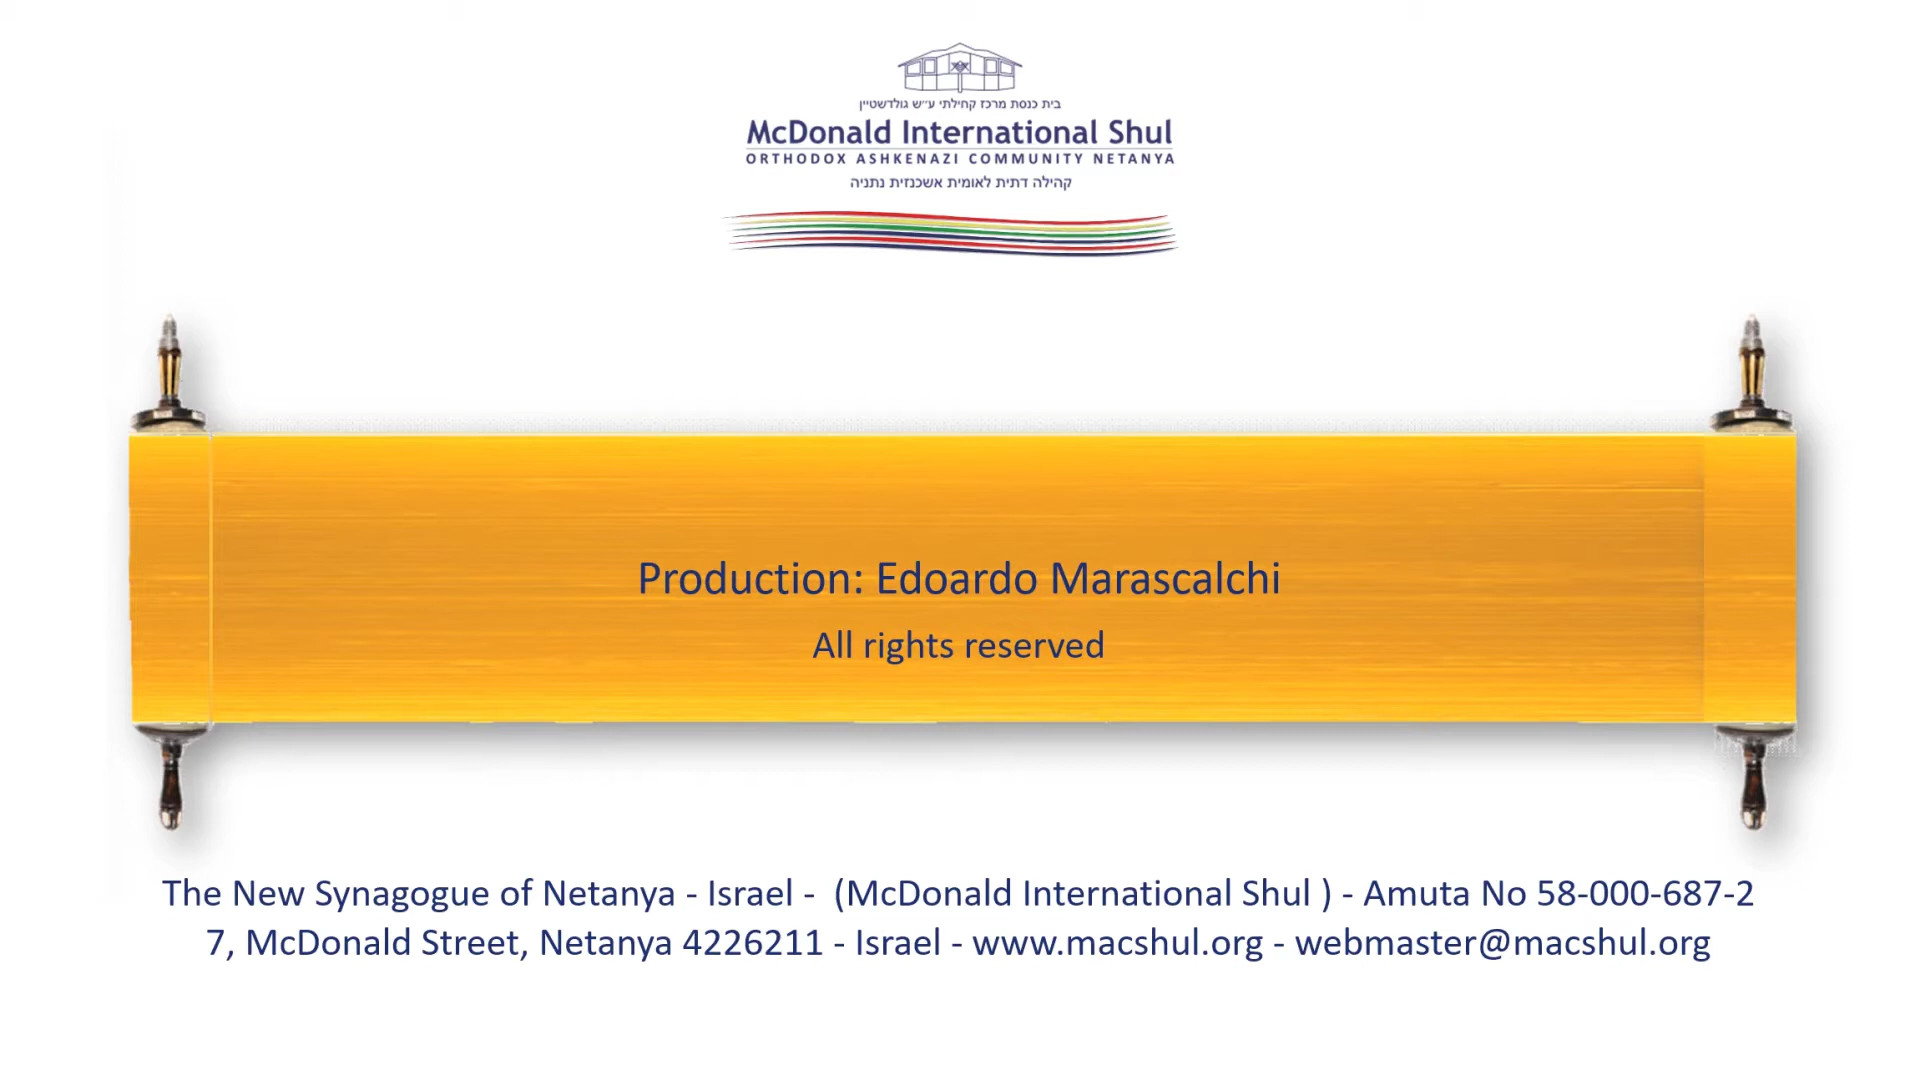 בית כנסת מרכז קהילתי ע״ש גולדשטיין
McDonald International Shul
ORTHODOX ASHKENAZI COMMUNITY NETANYA
קהילה דתית לאומית אשכנזית נתניה
Production: Edoardo Marascalchi
All rights reserved
The New Synagogue of Netanya - Israel - (McDonald International Shul ) - Amuta No 58-000-687-2
7, McDonald Street, Netanya 4226211 - Israel - www.macshul.org - webmaster@macshul.org